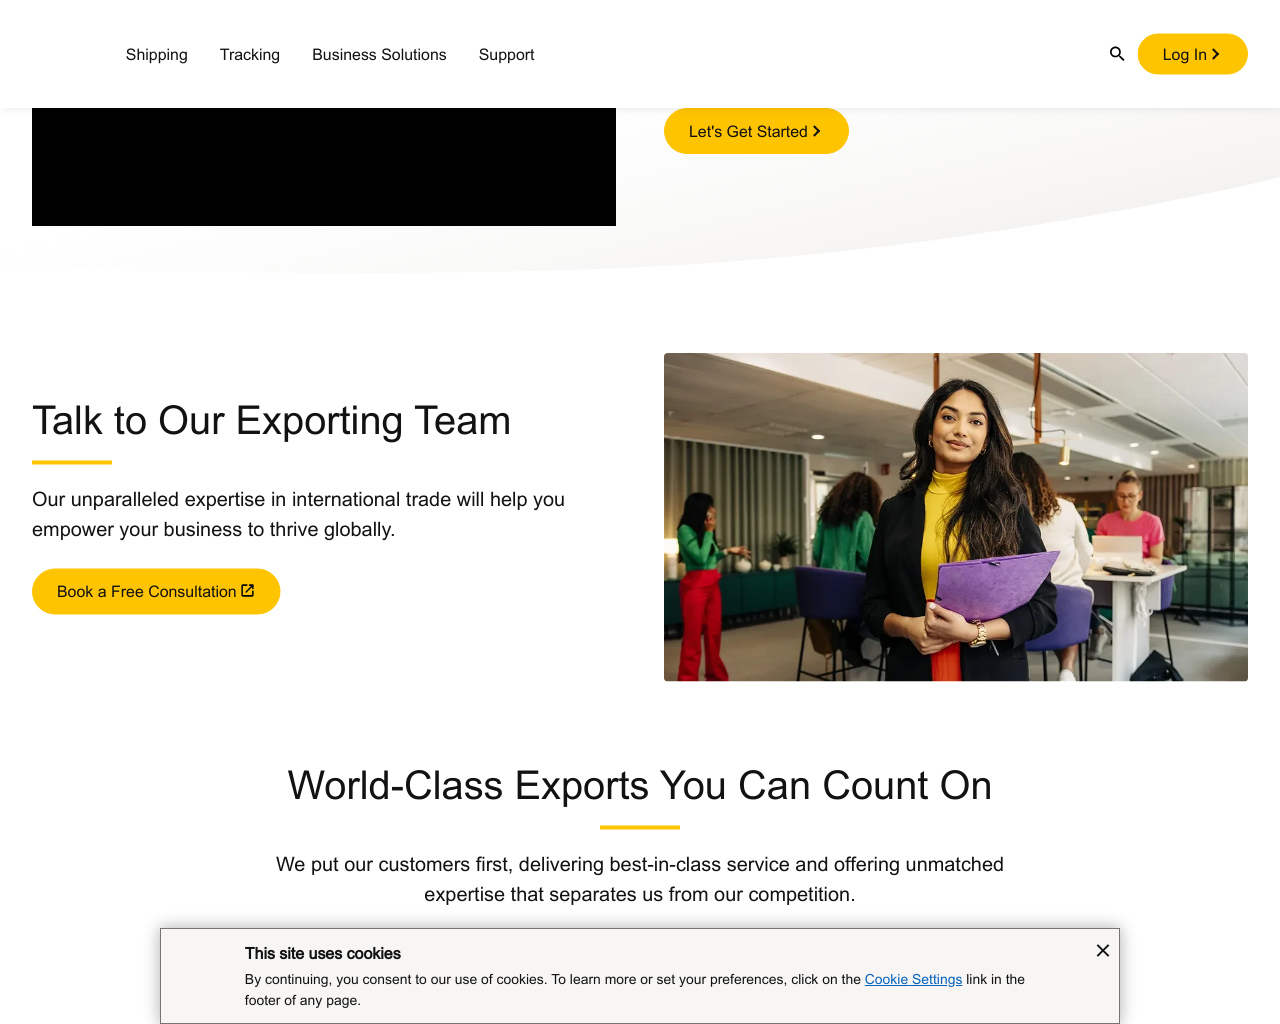 Shipping
Tracking
Business Solutions
Support
Log In
Let's Get Started
Talk to Our Exporting Team
Our unparalleled expertise in international trade will help you
empower your business to thrive globally.
Book a Free Consultation
World-Class Exports You Can Count On
We put our customers first, delivering best-in-class service and offering unmatched
expertise that separates us from our competition.
This site uses cookies
By continuing, you consent to our use of cookies. To learn more or set your preferences, click on the Cookie Settings link in the
footer of any page.